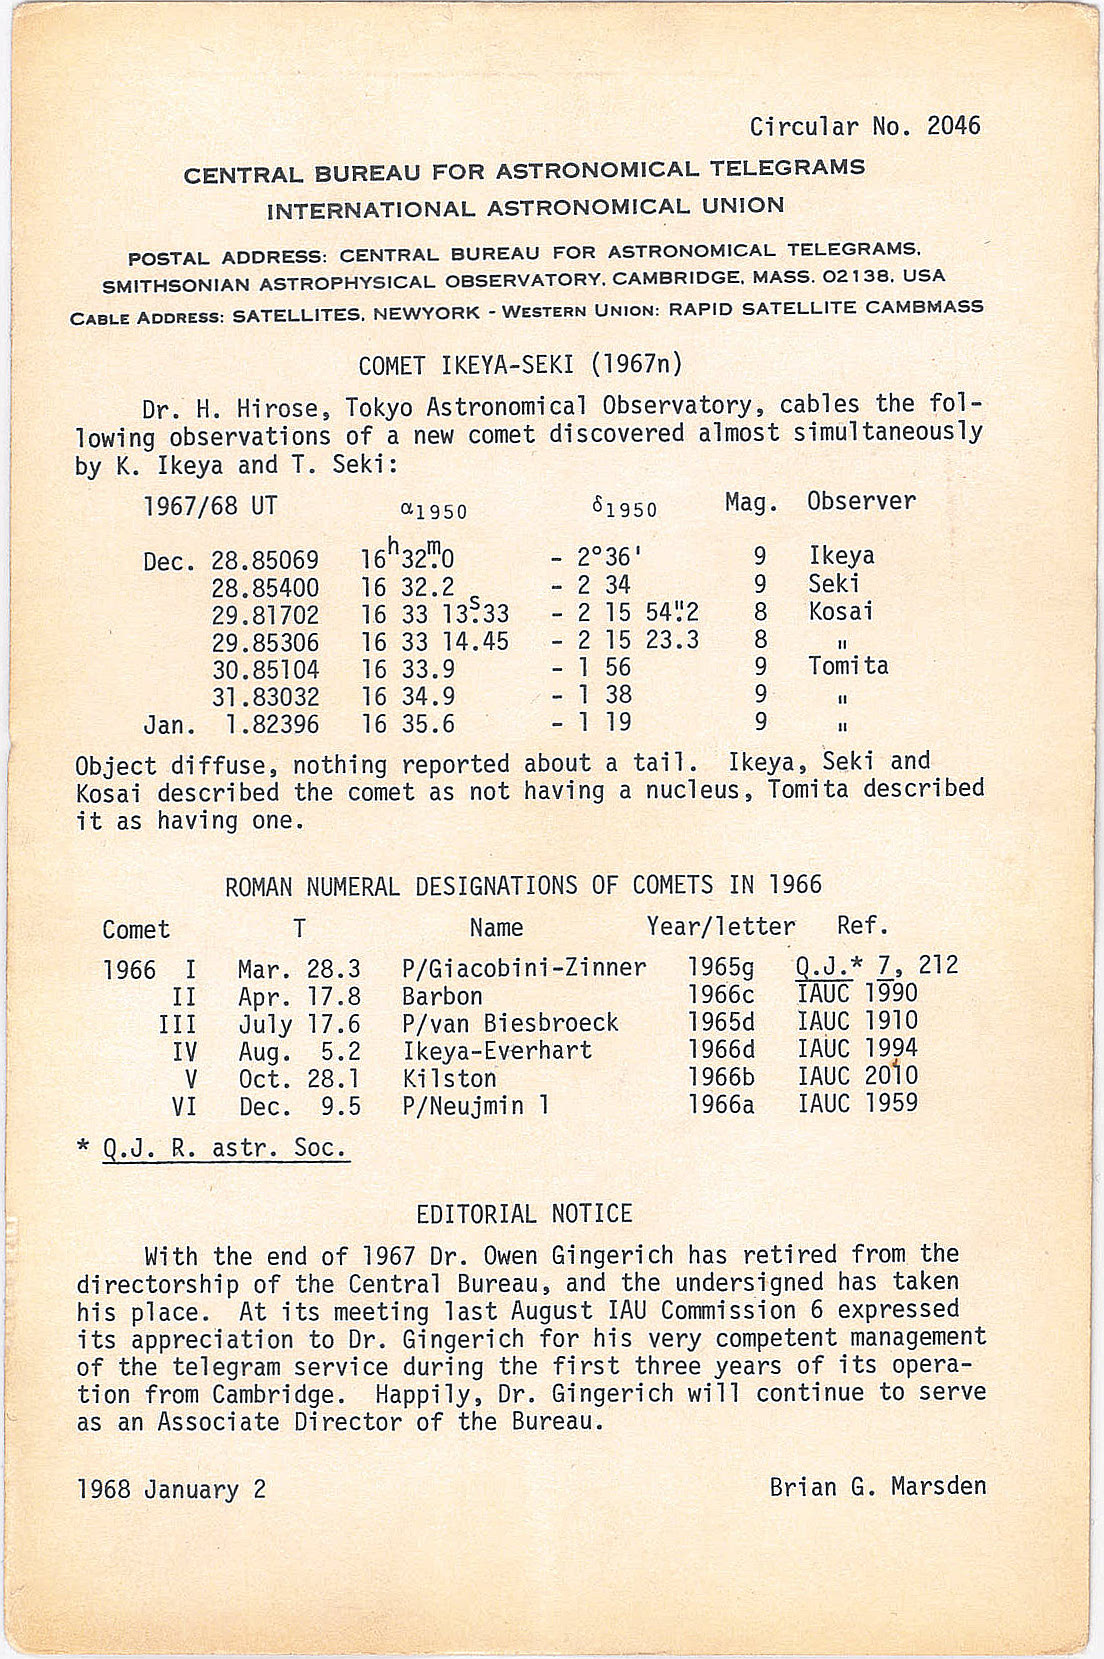 Circular No. 2046
CENTRAL BUREAU FOR ASTRONOMICAL TELEGRAMS
INTERNATIONAL ASTRONOMICAL UNION
POSTAL ADDRESS: CENTRAL BUREAU FOR ASTRONOMICAL TELEGRAMS,
SMITHSONIAN ASTROPHYSICAL OBSERVATORY, CAMBRIDGE, MASS. 02138, USA
CABLE ADDRESS: SATELLITES, NEWYORK - WESTERN UNION: RAPID SATELLITE CAMBMASS
COMET IKEYA-SEKI (1967n)
Dr. H. Hirose, Tokyo Astronomical Observatory, cables the fol-
lowing observations of a new comet discovered almost simultaneously
by K. Ikeya and T. Seki:
1967/68 UT α1950 δ1950 Mag. Observer
Dec. 28.85069 16h32m.0 - 2°36' 9 Ikeya
28.85400 16 32.2 - 2 34 9 Seki
29.81702 16 33 13s.33 - 2 15 54".2 8 Kosai
29.85306 16 33 14.45 - 2 15 23.3 8 "
30.85104 16 33.9 - 1 56 9 Tomita
31.83032 16 34.9 - 1 38 9 "
Jan. 1.82396 16 35.6 - 1 19 9 "
Object diffuse, nothing reported about a tail. Ikeya, Seki and
Kosai described the comet as not having a nucleus, Tomita described
it as having one.
ROMAN NUMERAL DESIGNATIONS OF COMETS IN 1966
Comet T Name Year/letter Ref.
1966 I Mar. 28.3 P/Giacobini-Zinner 1965g Q.J.* 7, 212
II Apr. 17.8 Barbon 1966c IAUC 1990
III July 17.6 P/van Biesbroeck 1965d IAUC 1910
IV Aug. 5.2 Ikeya-Everhart 1966d IAUC 1994
V Oct. 28.1 Kilston 1966b IAUC 2010
VI Dec. 9.5 P/Neujmin 1 1966a IAUC 1959
* Q.J. R. astr. Soc.
EDITORIAL NOTICE
With the end of 1967 Dr. Owen Gingerich has retired from the
directorship of the Central Bureau, and the undersigned has taken
his place. At its meeting last August IAU Commission 6 expressed
its appreciation to Dr. Gingerich for his very competent management
of the telegram service during the first three years of its opera-
tion from Cambridge. Happily, Dr. Gingerich will continue to serve
as an Associate Director of the Bureau.
1968 January 2 Brian G. Marsden